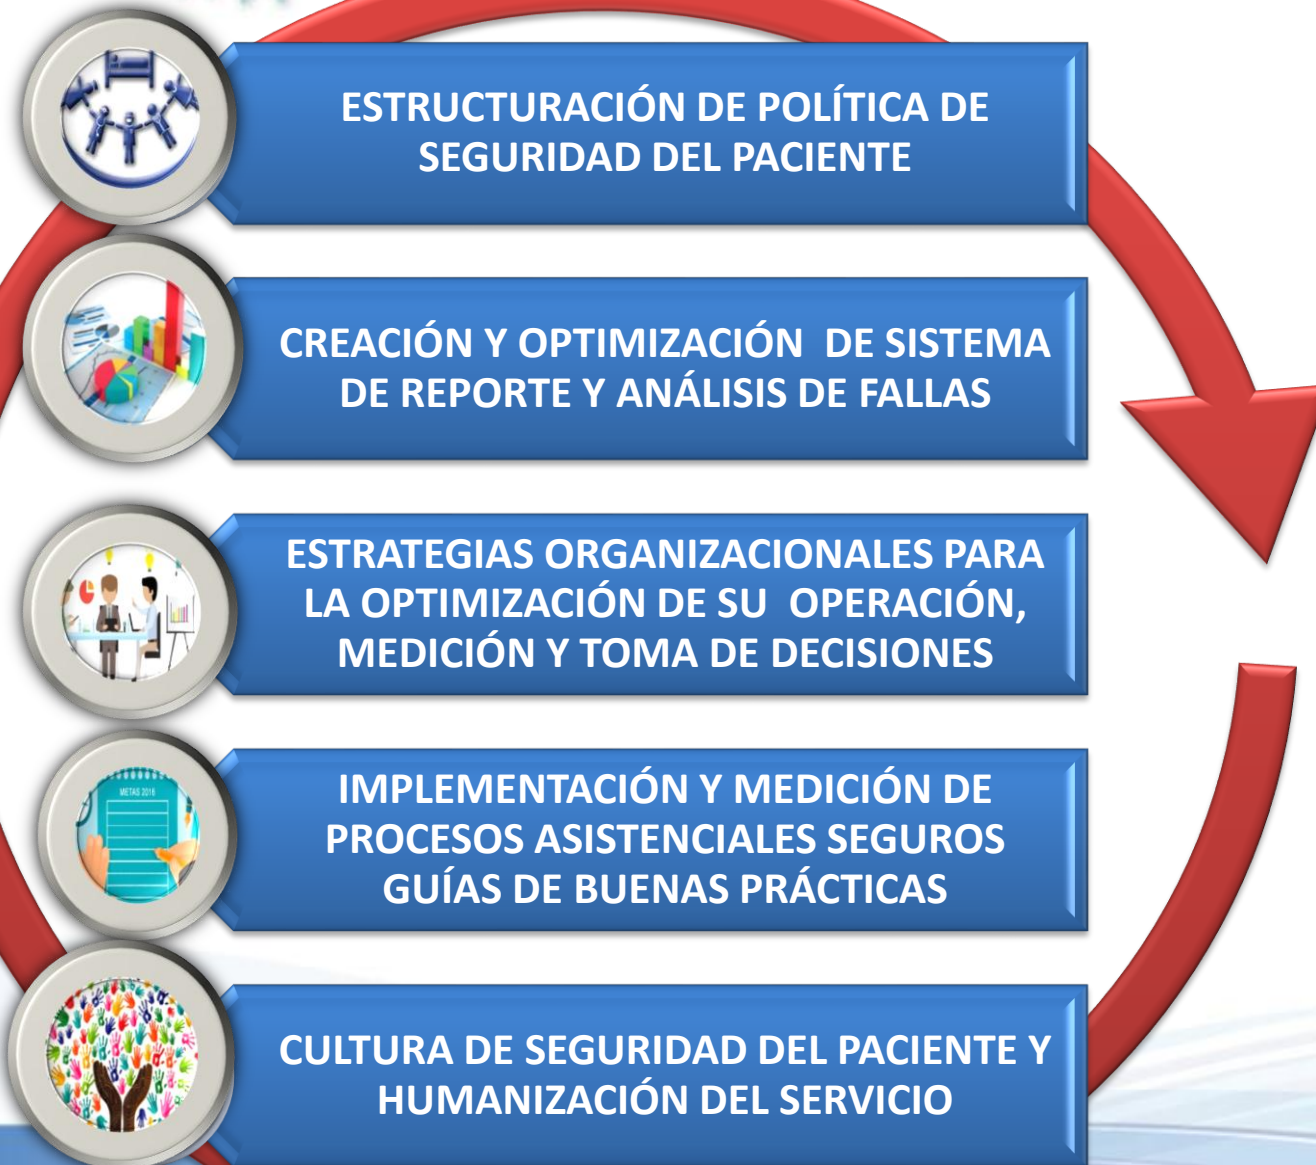 ESTRUCTURACIÓN DE POLÍTICA DE
SEGURIDAD DEL PACIENTE
CREACIÓN Y OPTIMIZACIÓN  DE SISTEMA
DE REPORTE Y ANÁLISIS DE FALLAS
ESTRATEGIAS ORGANIZACIONALES PARA
LA OPTIMIZACIÓN DE SU  OPERACIÓN,
MEDICIÓN Y TOMA DE DECISIONES
METAS 2016
IMPLEMENTACIÓN Y MEDICIÓN DE
PROCESOS ASISTENCIALES SEGUROS
GUÍAS DE BUENAS PRÁCTICAS
CULTURA DE SEGURIDAD DEL PACIENTE Y
HUMANIZACIÓN DEL SERVICIO